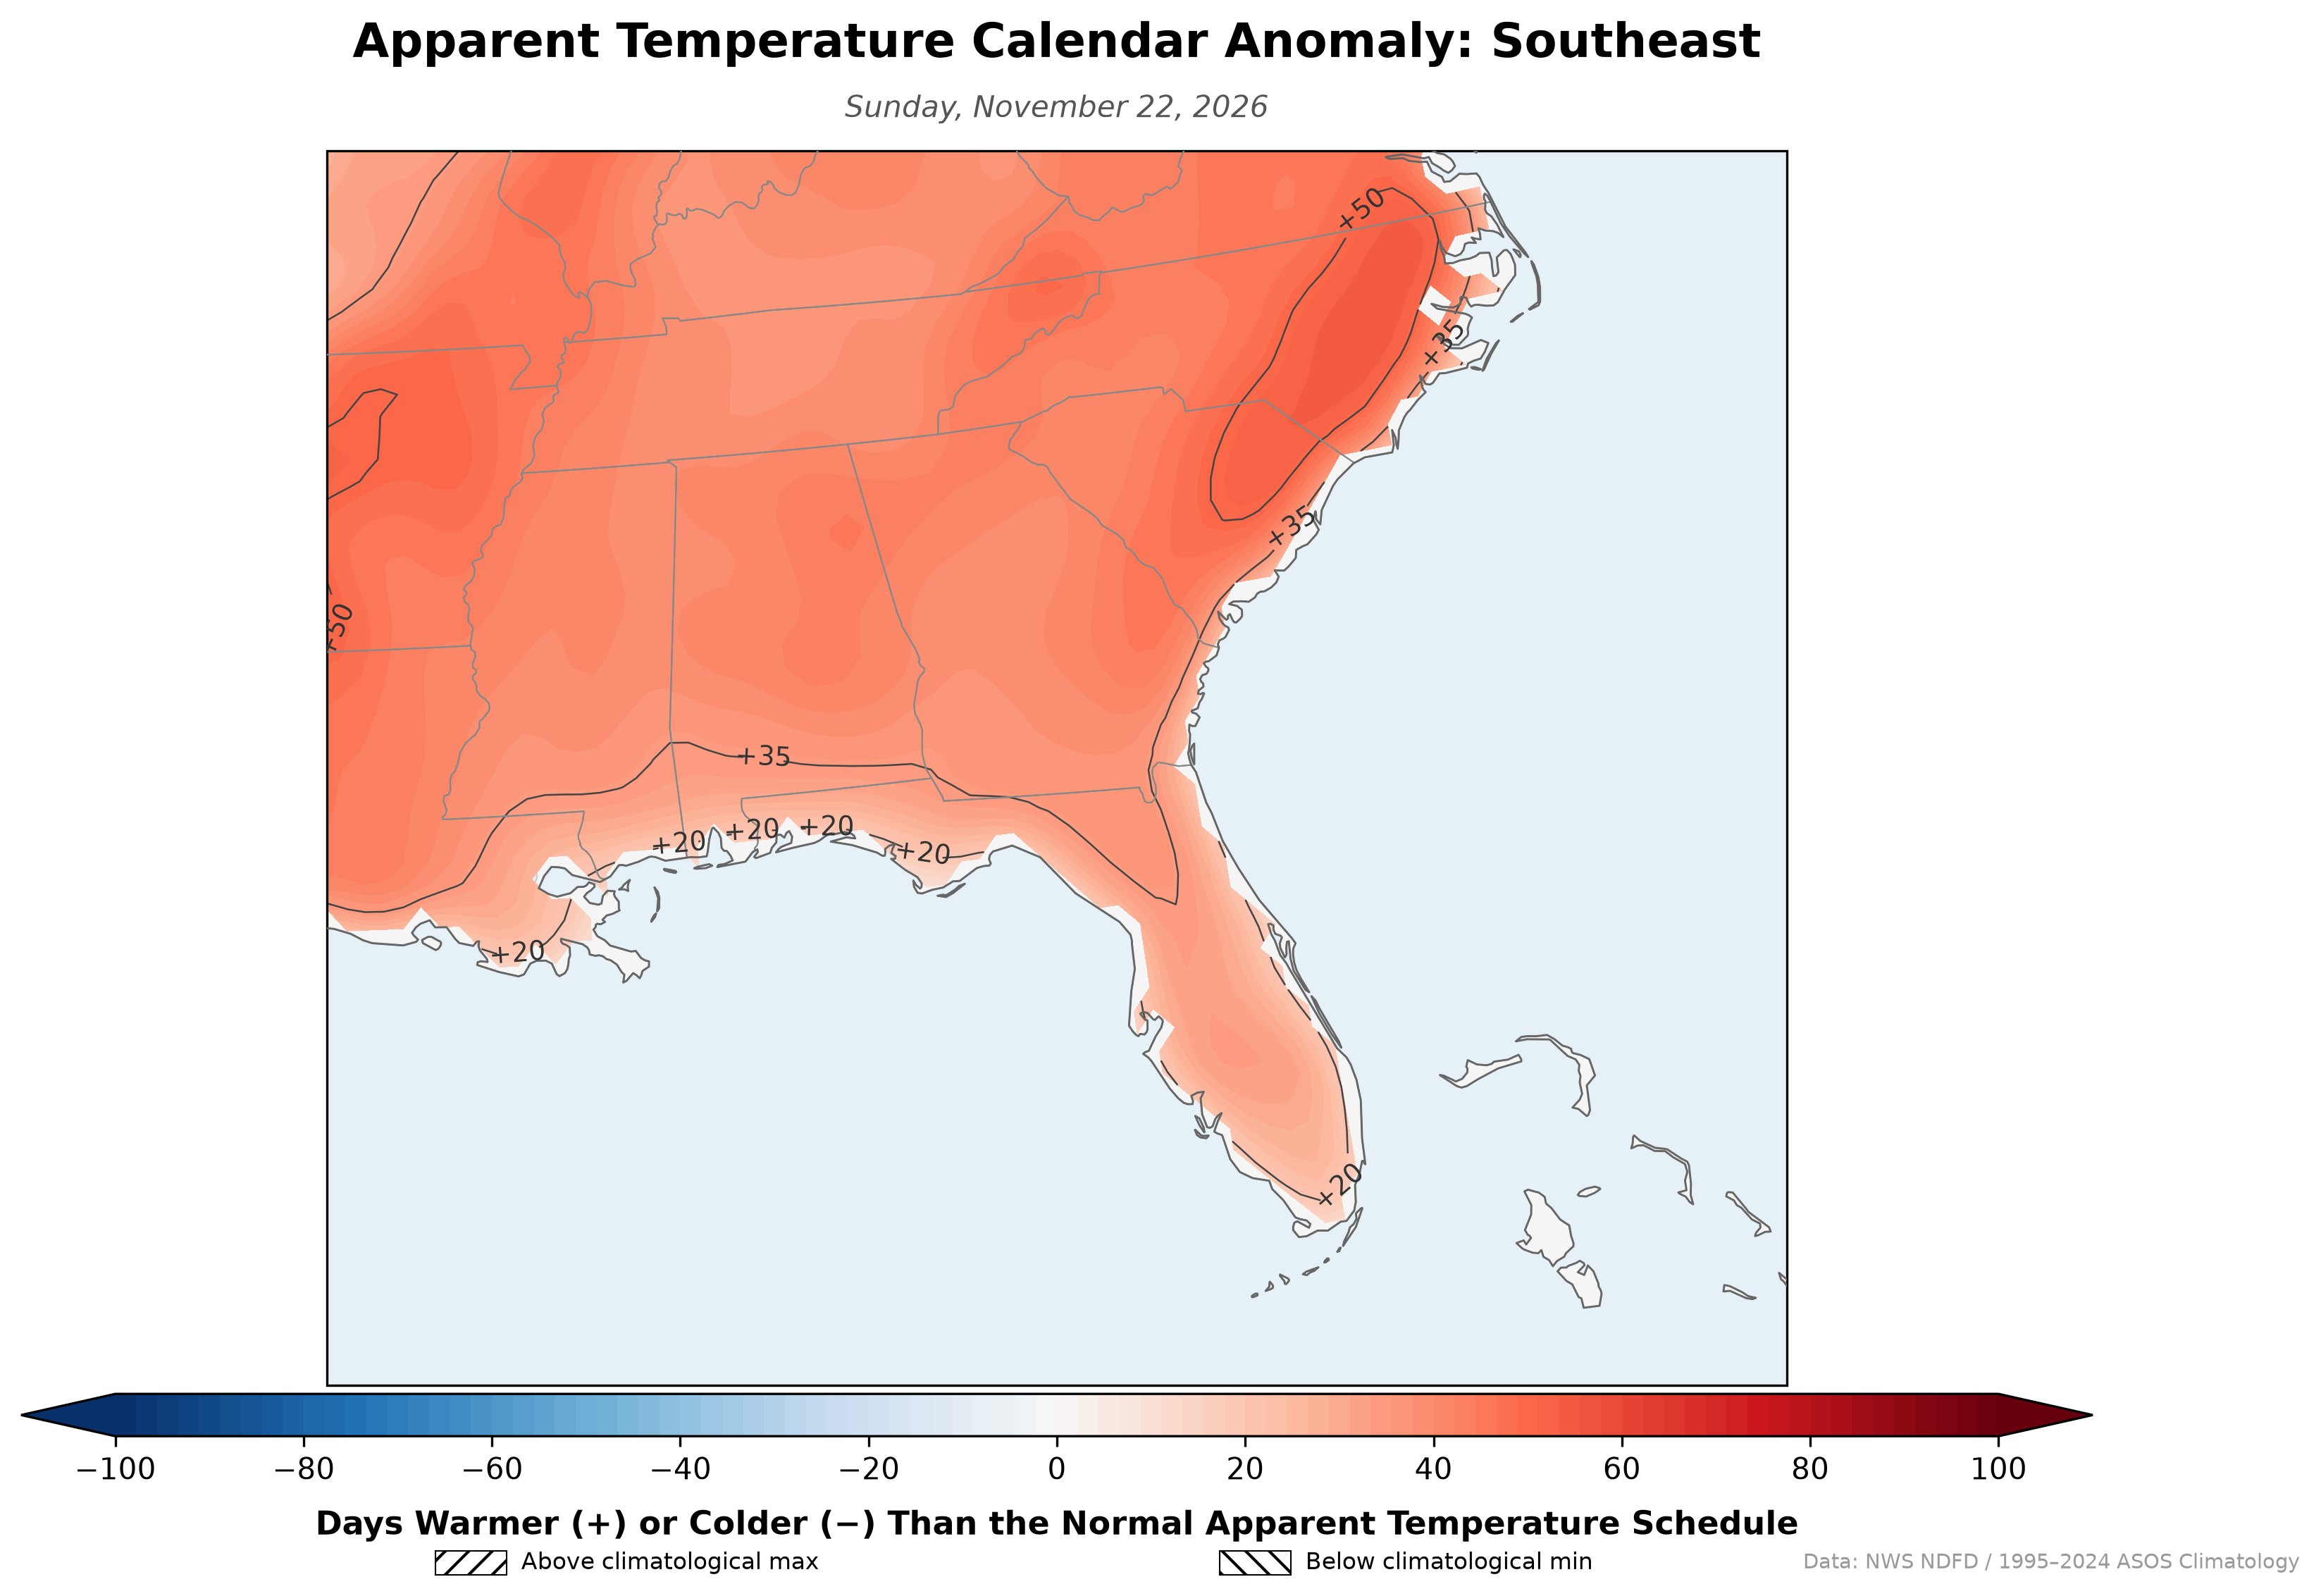 Apparent Temperature Calendar Anomaly: Southeast
Sunday, November 22, 2026
+50
+35
+35
+50
+35
+20
+20
+20
+20
+20
+20
−100 −80 −60 −40 −20 0 20 40 60 80 100
Days Warmer (+) or Colder (−) Than the Normal Apparent Temperature Schedule
Above climatological max
Below climatological min
Data: NWS NDFD / 1995–2024 ASOS Climatology